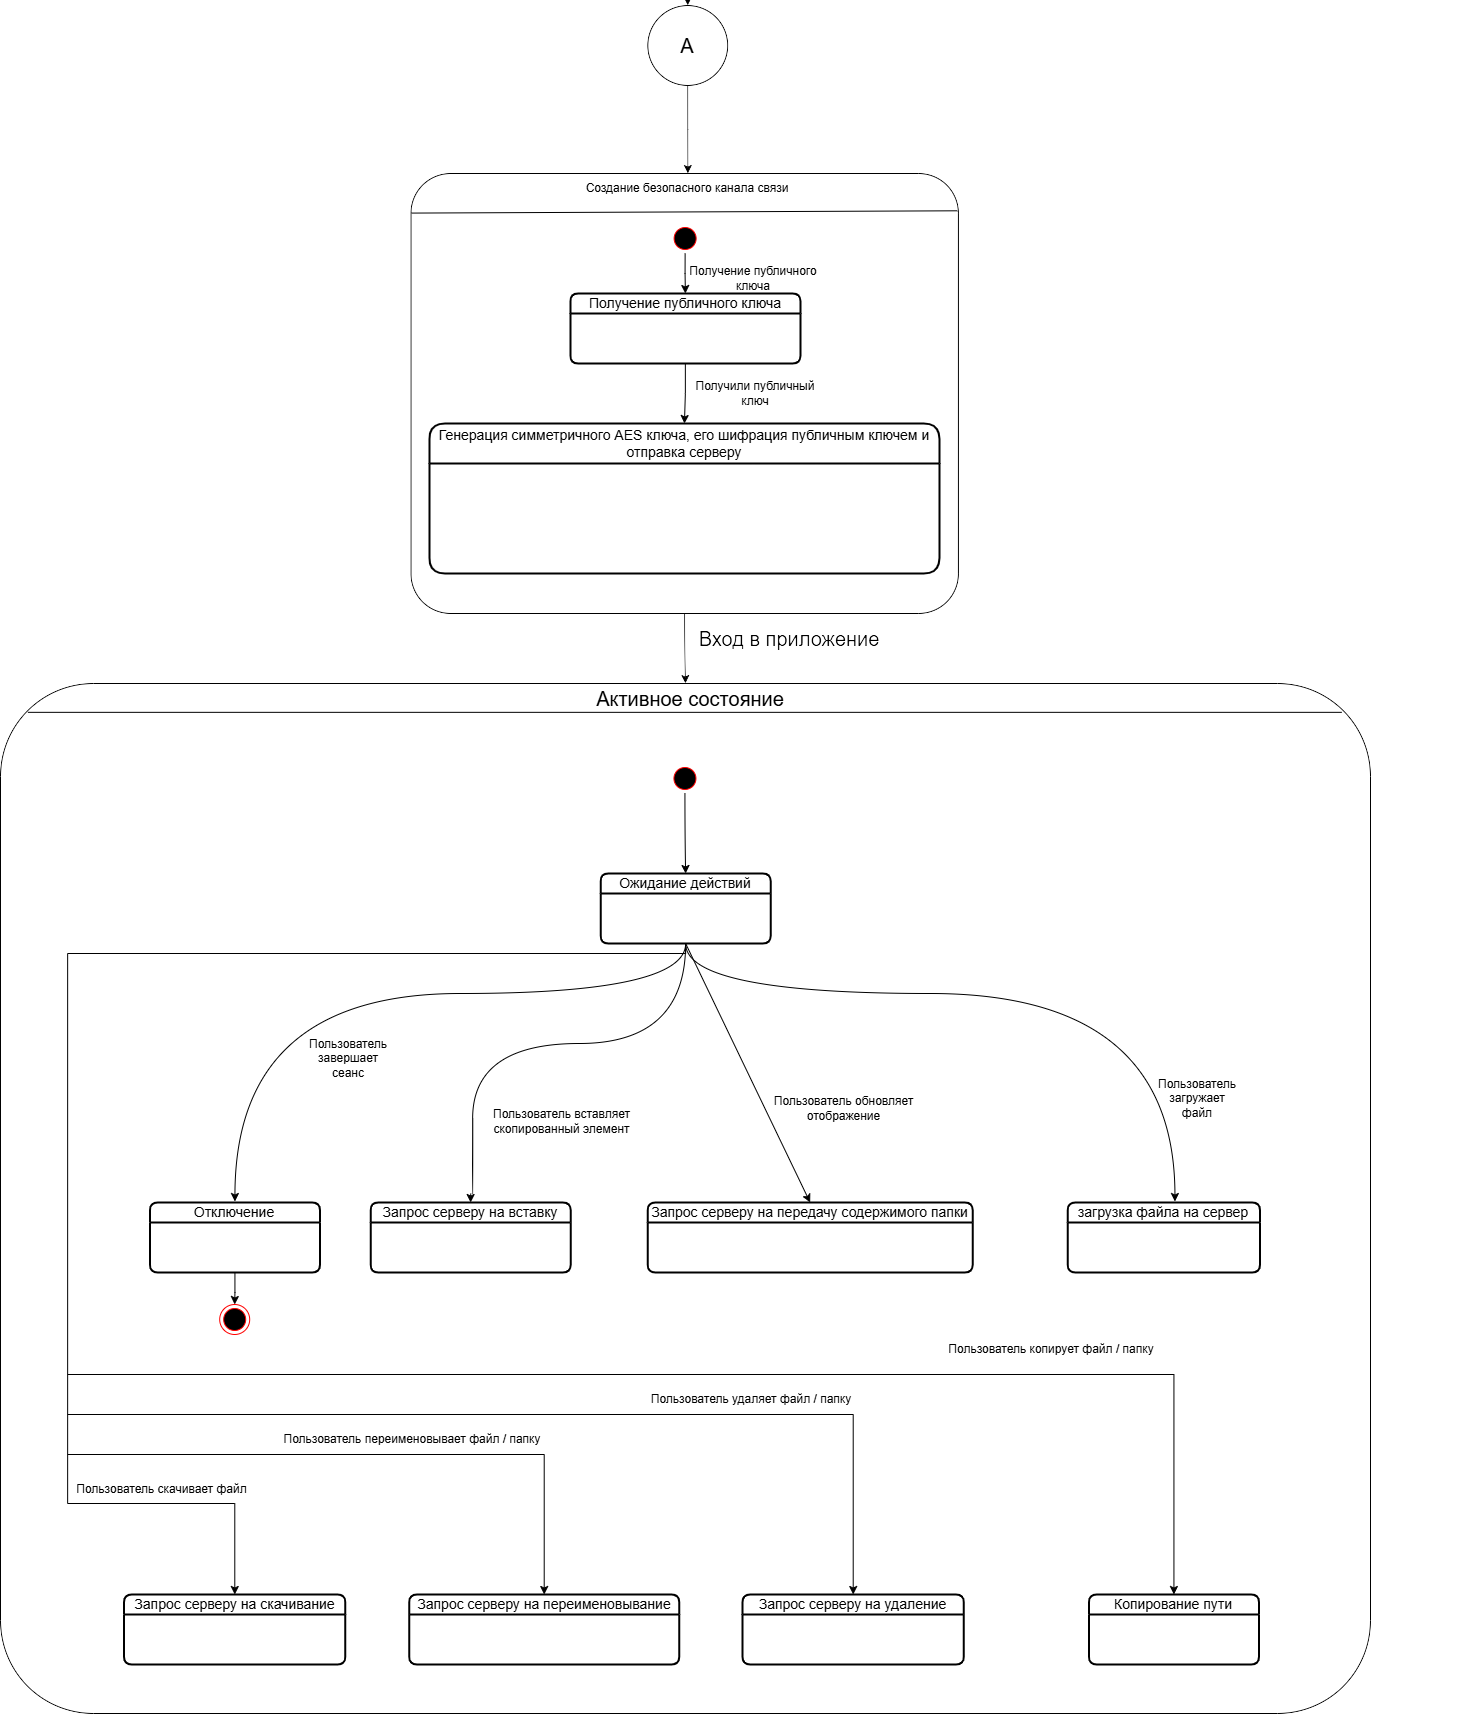 A
Создание безопасного канала связи
Получение публичного
ключа
Получение публичного ключа
Получили публичный
ключ
Генерация симметричного AES ключа, его шифрация публичным ключем и
отправка серверу
Вход в приложение
Активное состояние
Ожидание действий
Пользователь
завершает
сеанс
Пользователь вставляет
скопированный элемент
Пользователь обновляет
отображение
Пользователь
загружает
файл
Отключение
Запрос серверу на вставку
Запрос серверу на передачу содержимого папки
загрузка файла на сервер
Пользователь копирует файл / папку
Пользователь удаляет файл / папку
Пользователь переименовывает файл / папку
Пользователь скачивает файл
Запрос серверу на скачивание
Запрос серверу на переименовывание
Запрос серверу на удаление
Копирование пути